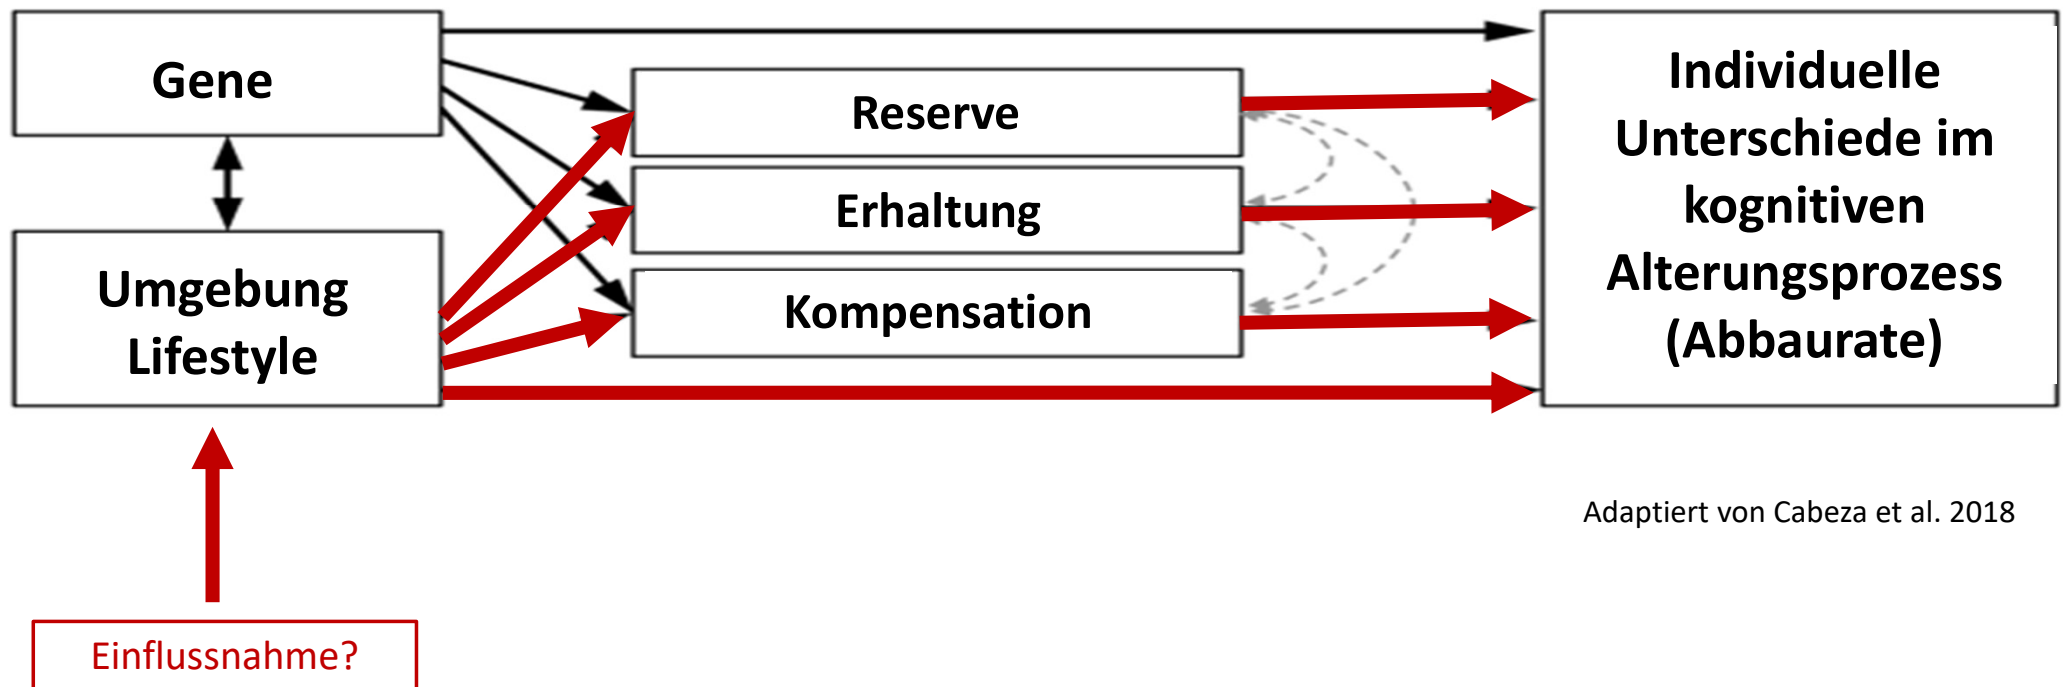 Gene
Umgebung
Lifestyle
Reserve
Erhaltung
Kompensation
Individuelle
Unterschiede im
kognitiven
Alterungsprozess
(Abbaurate)
Adaptiert von Cabeza et al. 2018
Einflussnahme?